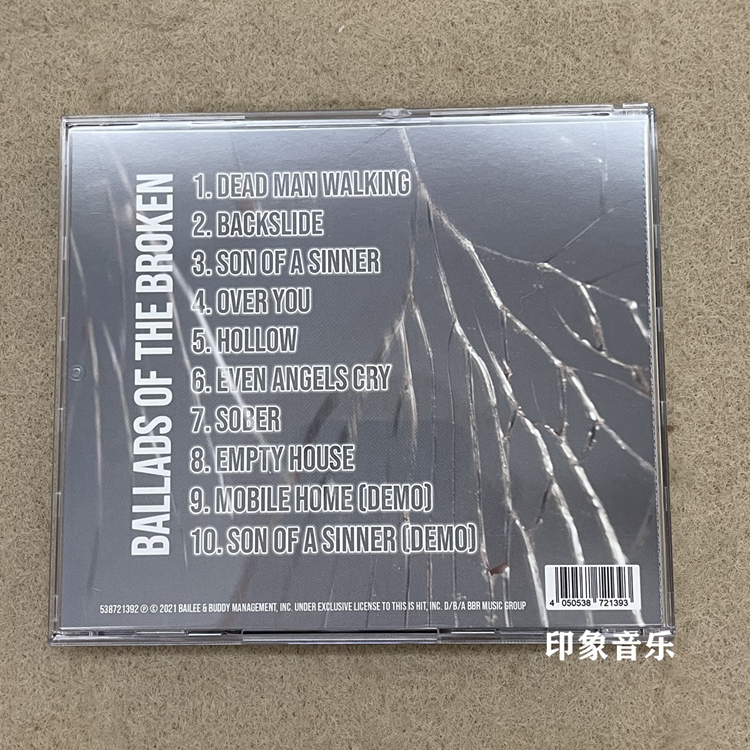 BALLADS OF THE BROKEN
1. DEAD MAN WALKING
2. BACKSLIDE
3. SON OF A SINNER
4. OVER YOU
5. HOLLOW
6. EVEN ANGELS CRY
7. SOBER
8. EMPTY HOUSE
9. MOBILE HOME (DEMO)
10. SON OF A SINNER (DEMO)
538721392 ℗ © 2021 BAILEE & BUDDY MANAGEMENT, INC. UNDER EXCLUSIVE LICENSE TO THIS IS HIT, INC. D/B/A BBR MUSIC GROUP
4 050538 721393
印象音乐